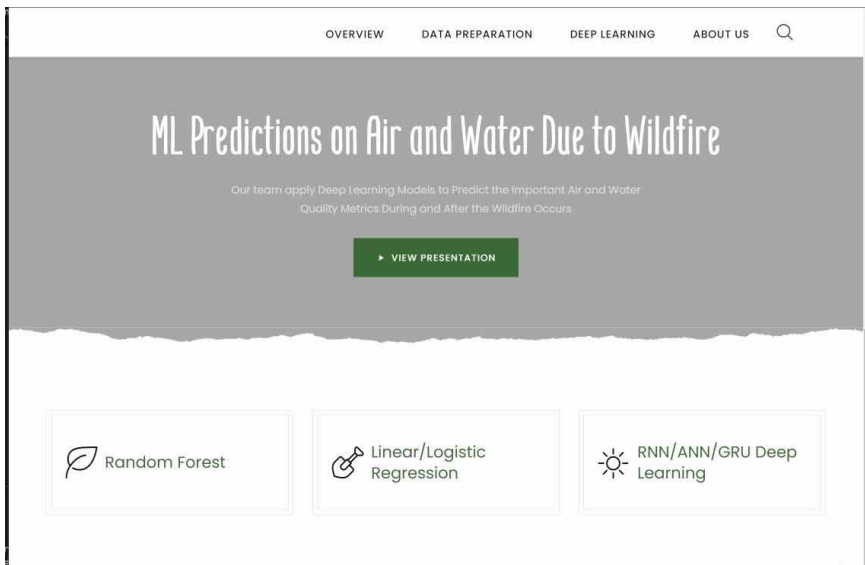 OVERVIEW DATA PREPARATION DEEP LEARNING ABOUT US
ML Predictions on Air and Water Due to Wildfire
Our team apply Deep Learning Models to Predict the Important Air and Water
Quality Metrics During and After the Wildfire Occurs
VIEW PRESENTATION
Random Forest
Linear/Logistic
Regression
RNN/ANN/GRU Deep
Learning